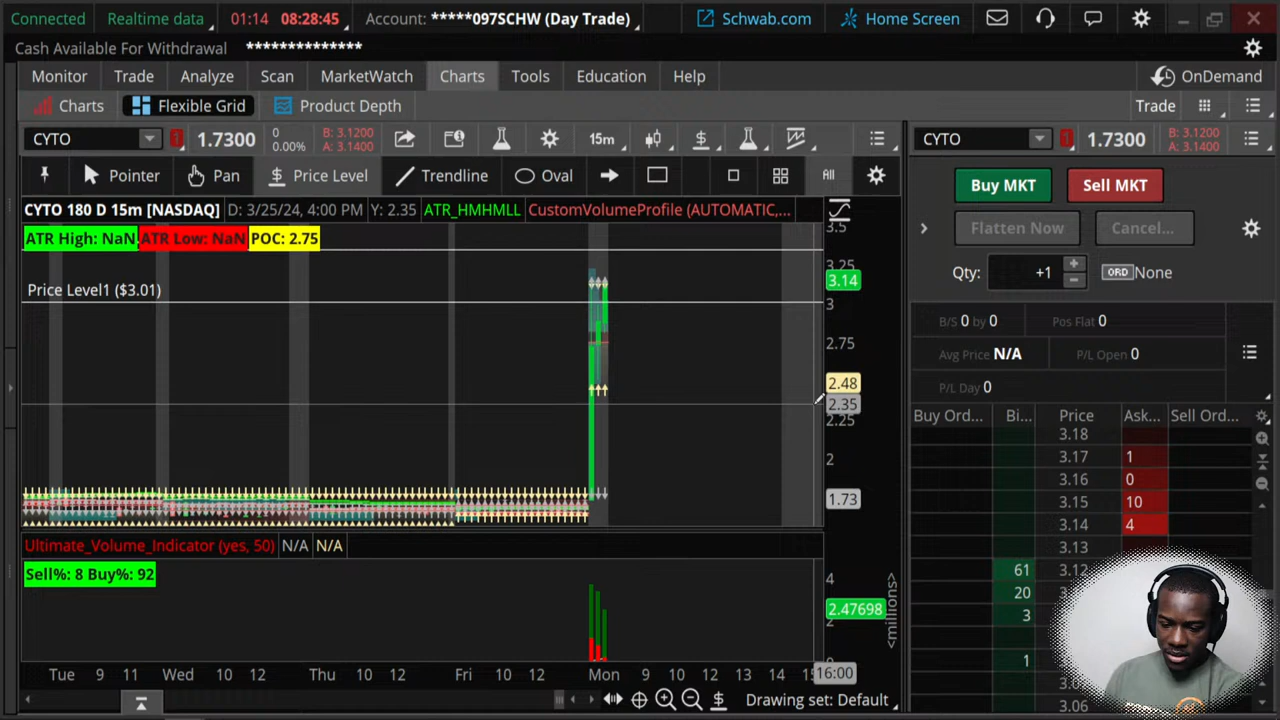 Connected Realtime data 01:14 08:28:45 Account: *****097SCHW (Day Trade) Schwab.com Home Screen
Cash Available For Withdrawal **************
Monitor Trade Analyze Scan MarketWatch Charts Tools Education Help OnDemand
Charts Flexible Grid Product Depth Trade
CYTO 1.7300 0 0.00% B: 3.1200 A: 3.1400 15m CYTO 1.7300 B: 3.1200 A: 3.1400
Pointer Pan $ Price Level Trendline Oval All Buy MKT Sell MKT
CYTO 180 D 15m [NASDAQ] D: 3/25/24, 4:00 PM Y: 2.35 ATR_HMHMLL CustomVolumeProfile (AUTOMATIC,...
Flatten Now Cancel...
ATR High: NaN ATR Low: NaN POC: 2.75
Qty: +1 ORD None
Price Level1 ($3.01)
3.5
3.25
3.14
3
2.75
2.48
2.35
2.25
2
1.73
B/S 0 by 0 Pos Flat 0
Avg Price N/A P/L Open 0
P/L Day 0
Buy Ord... Bi... Price Ask... Sell Ord...
3.18
3.17 1
3.16 0
3.15 10
3.14 4
3.13
61 3.12
20
3
1
3.06
Ultimate_Volume_Indicator (yes, 50) N/A N/A
Sell%: 8 Buy%: 92
4
2.47698
2
<millions>
Tue 9 11 Wed 10 12 Thu 10 12 Fri 10 12 Mon 9 10 11 12 13 14 16:00
Drawing set: Default